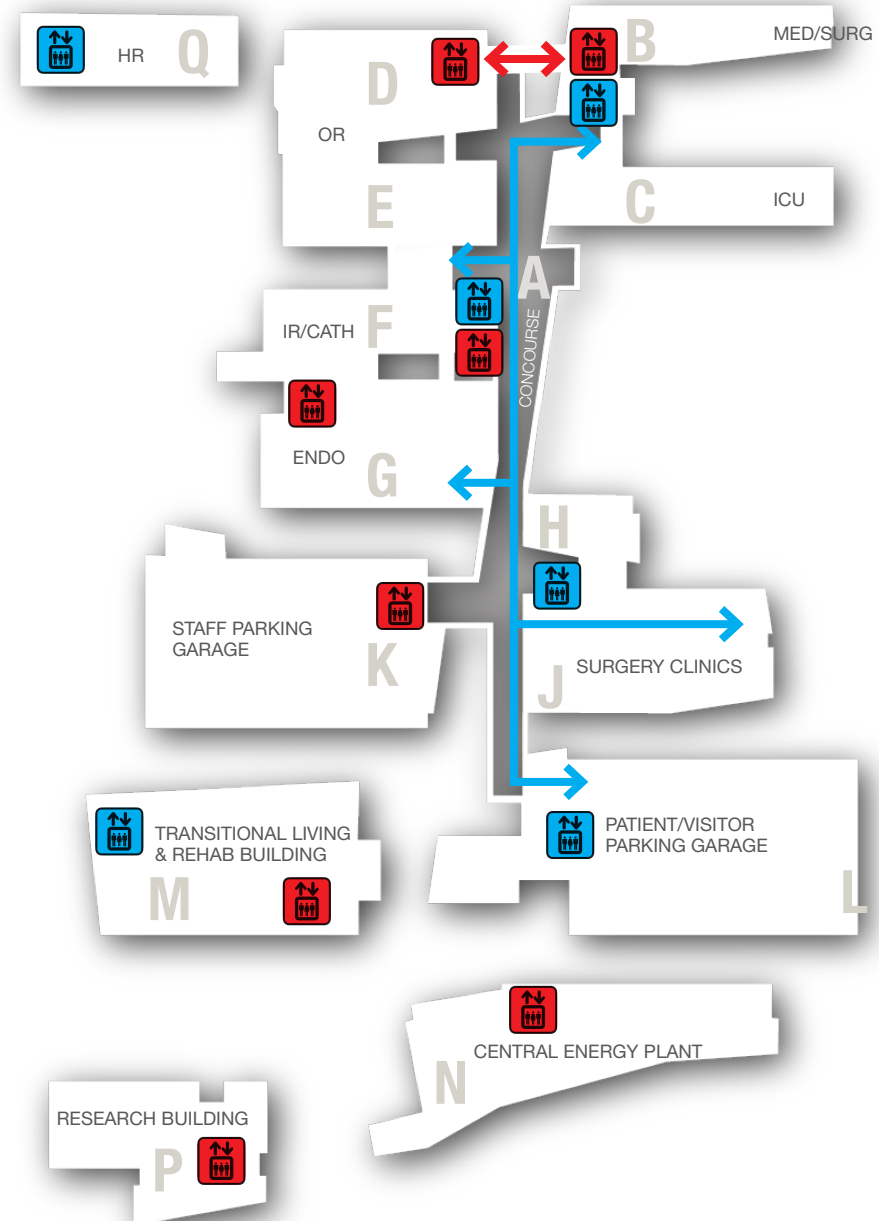 HR
Q
D
B
MED/SURG
OR
E
C
ICU
A
CONCOURSE
IR/CATH
F
ENDO
G
H
STAFF PARKING
GARAGE
K
J
SURGERY CLINICS
TRANSITIONAL LIVING
& REHAB BUILDING
M
PATIENT/VISITOR
PARKING GARAGE
L
CENTRAL ENERGY PLANT
N
RESEARCH BUILDING
P